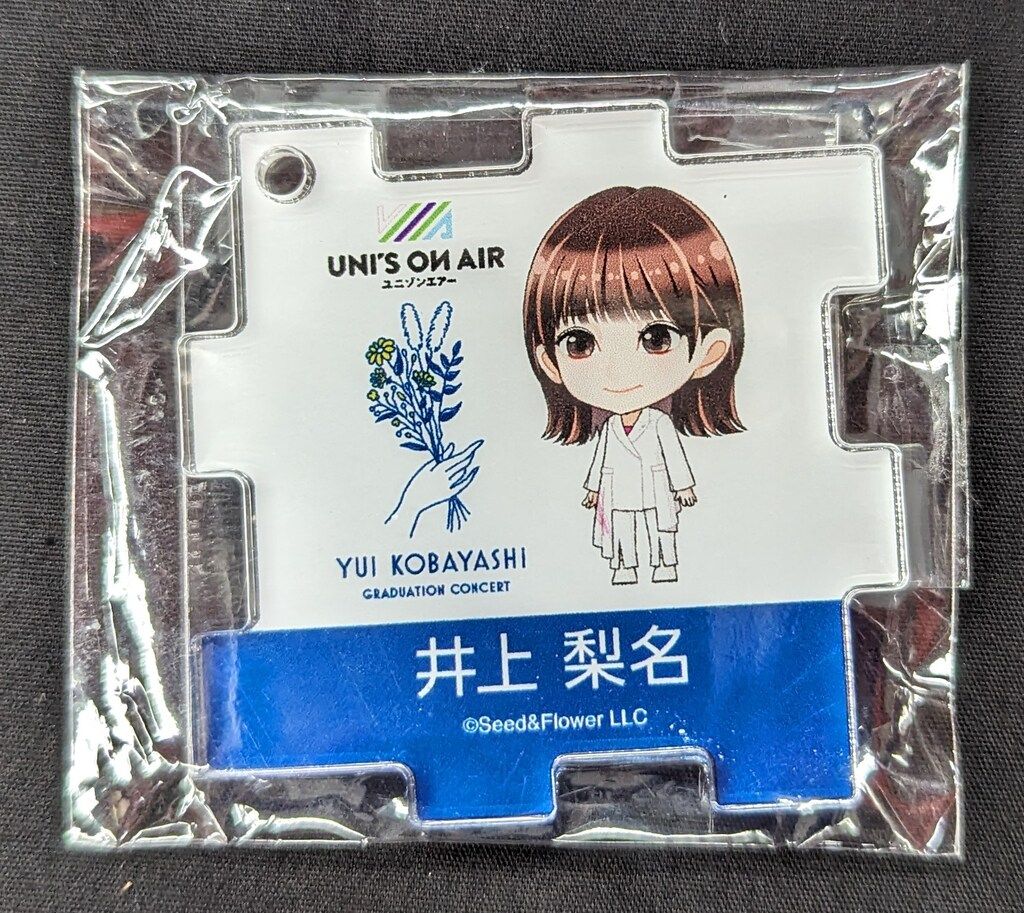 UNI'S ON AIR
ユニゾンエアー
YUI KOBAYASHI
GRADUATION CONCERT
井上 梨名
©Seed&Flower LLC